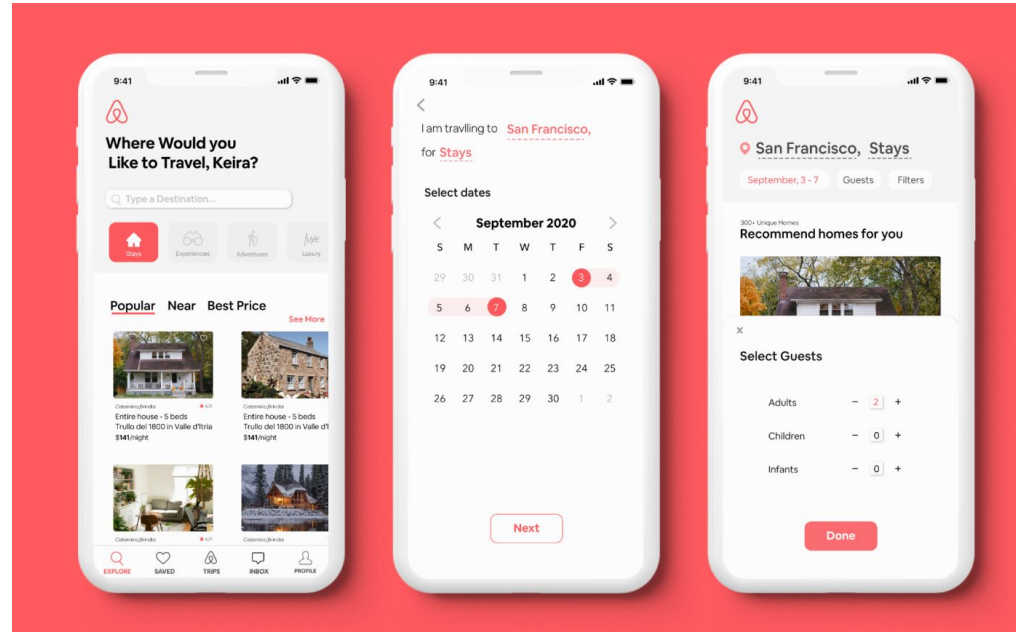 9:41
Where Would you
Like to Travel, Keira?
Type a Destination...
Stays Experiences Adventures luxe Luxury
Popular Near Best Price
See More
Entire house - 5 beds Entire house - 5 beds
Trullo del 1800 in Valle d'Itria Trullo del 1800 in Valle d'I
$141/night $141/night
EXPLORE SAVED TRIPS INBOX PROFILE
9:41
I am travlling to San Francisco,
for Stays
Select dates
September 2020
S M T W T F S
29 30 31 1 2 3 4
5 6 7 8 9 10 11
12 13 14 15 16 17 18
19 20 21 22 23 24 25
26 27 28 29 30 1 2
Next
9:41
San Francisco, Stays
September, 3 - 7 Guests Filters
300+ Unique Homes
Recommend homes for you
x
Select Guests
Adults - 2 +
Children - 0 +
Infants - 0 +
Done